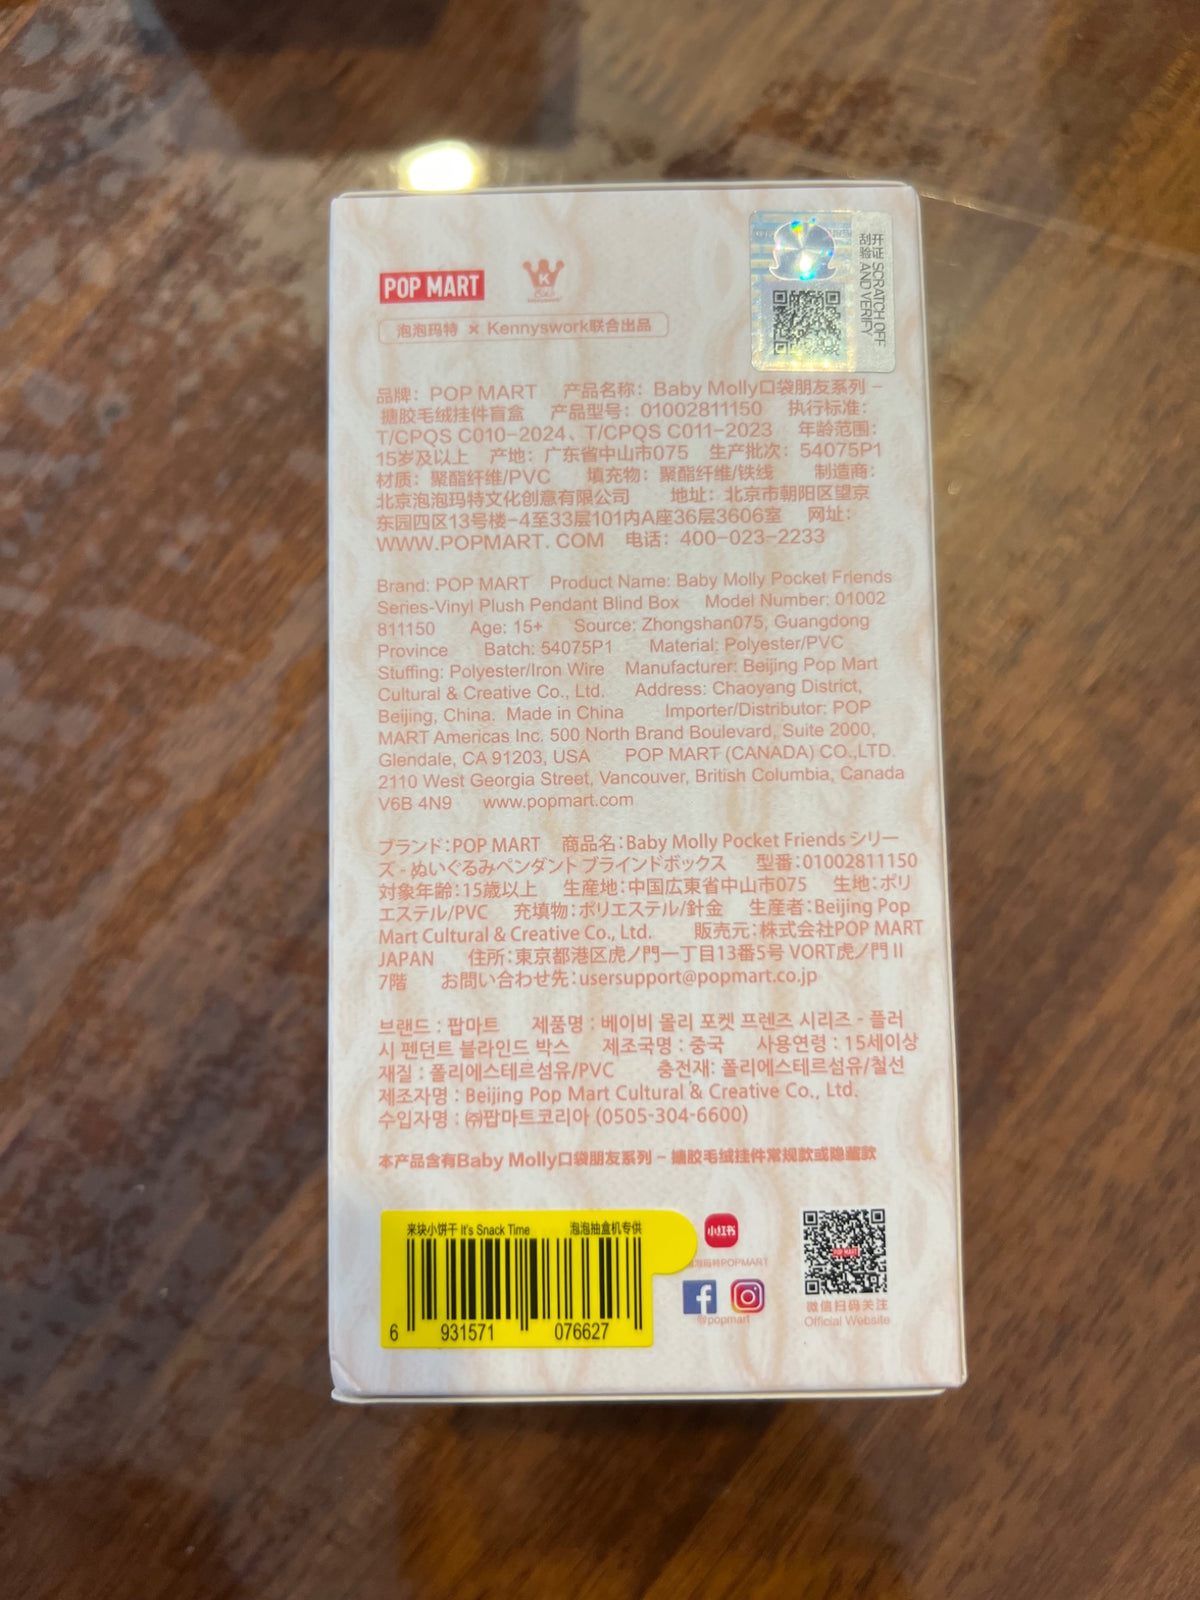 POP MART
K
泡泡玛特 × Kennyswork联合出品
刮开
验证 SCRATCH OFF
AND VERIFY
品牌：POP MART 产品名称：Baby Molly口袋朋友系列－
搪胶毛绒挂件盲盒 产品型号：01002811150 执行标准：
T/CPQS C010-2024、T/CPQS C011-2023 年龄范围：
15岁及以上 产地：广东省中山市075 生产批次：54075P1
材质：聚酯纤维/PVC 填充物：聚酯纤维/铁线 制造商：
北京泡泡玛特文化创意有限公司 地址：北京市朝阳区望京
东园四区13号楼-4至33层101内A座36层3606室 网址：
WWW.POPMART. COM 电话：400-023-2233
Brand: POP MART Product Name: Baby Molly Pocket Friends
Series-Vinyl Plush Pendant Blind Box Model Number: 01002
811150 Age: 15+ Source: Zhongshan075, Guangdong
Province Batch: 54075P1 Material: Polyester/PVC
Stuffing: Polyester/Iron Wire Manufacturer: Beijing Pop Mart
Cultural & Creative Co., Ltd. Address: Chaoyang District,
Beijing, China. Made in China Importer/Distributor: POP
MART Americas Inc. 500 North Brand Boulevard, Suite 2000,
Glendale, CA 91203, USA POP MART (CANADA) CO.,LTD.
2110 West Georgia Street, Vancouver, British Columbia, Canada
V6B 4N9 www.popmart.com
ブランド：POP MART 商品名：Baby Molly Pocket Friends シリー
ズ - ぬいぐるみペンダント ブラインドボックス 型番：01002811150
対象年齢：15歳以上 生産地：中国広東省中山市075 生地：ポリ
エステル/PVC 充填物：ポリエステル/針金 生産者：Beijing Pop
Mart Cultural & Creative Co., Ltd. 販売元：株式会社POP MART
JAPAN 住所：東京都港区虎ノ門一丁目13番5号 VORT虎ノ門 II
7階 お問い合わせ先：usersupport@popmart.co.jp
브랜드 : 팝마트 제품명 : 베이비 몰리 포켓 프렌즈 시리즈 - 플러
시 펜던트 블라인드 박스 제조국명 : 중국 사용연령 : 15세이상
재질 : 폴리에스테르섬유/PVC 충전재: 폴리에스테르섬유/철선
제조자명 : Beijing Pop Mart Cultural & Creative Co., Ltd.
수입자명 : ㈜팝마트코리아 (0505-304-6600)
本产品含有Baby Molly口袋朋友系列－搪胶毛绒挂件常规款或隐藏款
来块小饼干 It's Snack Time 泡泡抽盒机专供
6 931571 076627
小红书
泡玛特POPMART
@popmart
POP MART
微信扫码关注
Official Website